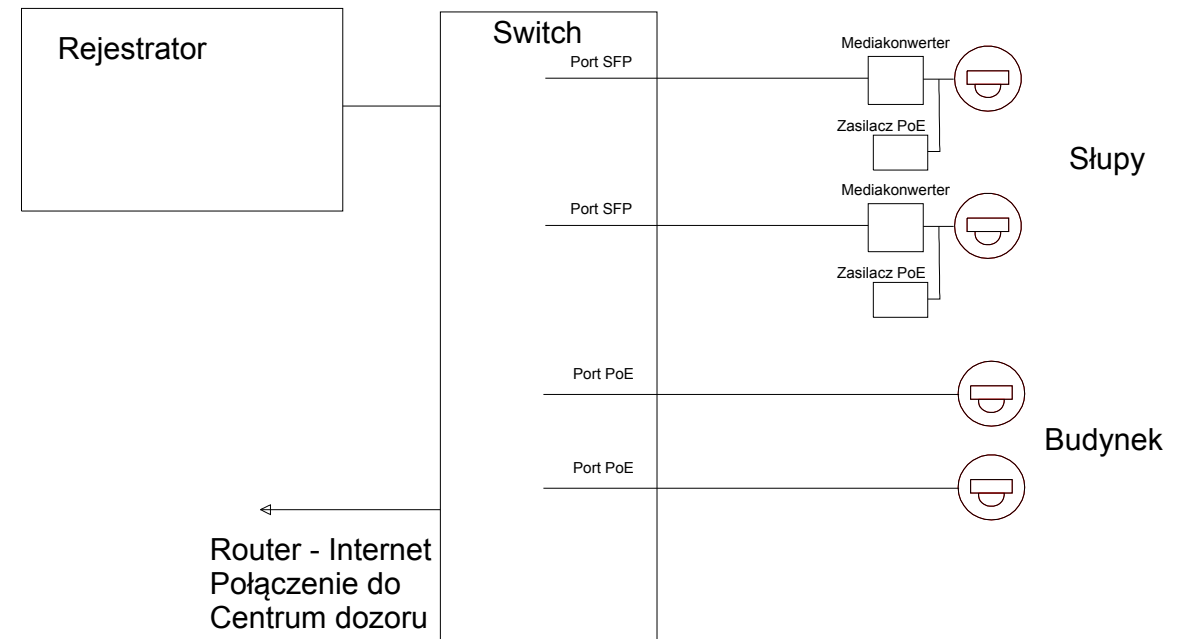 Rejestrator
Switch
Port SFP
Mediakonwerter
Zasilacz PoE
Słupy
Port SFP
Mediakonwerter
Zasilacz PoE
Port PoE
Budynek
Port PoE
Router - Internet
Połączenie do
Centrum dozoru